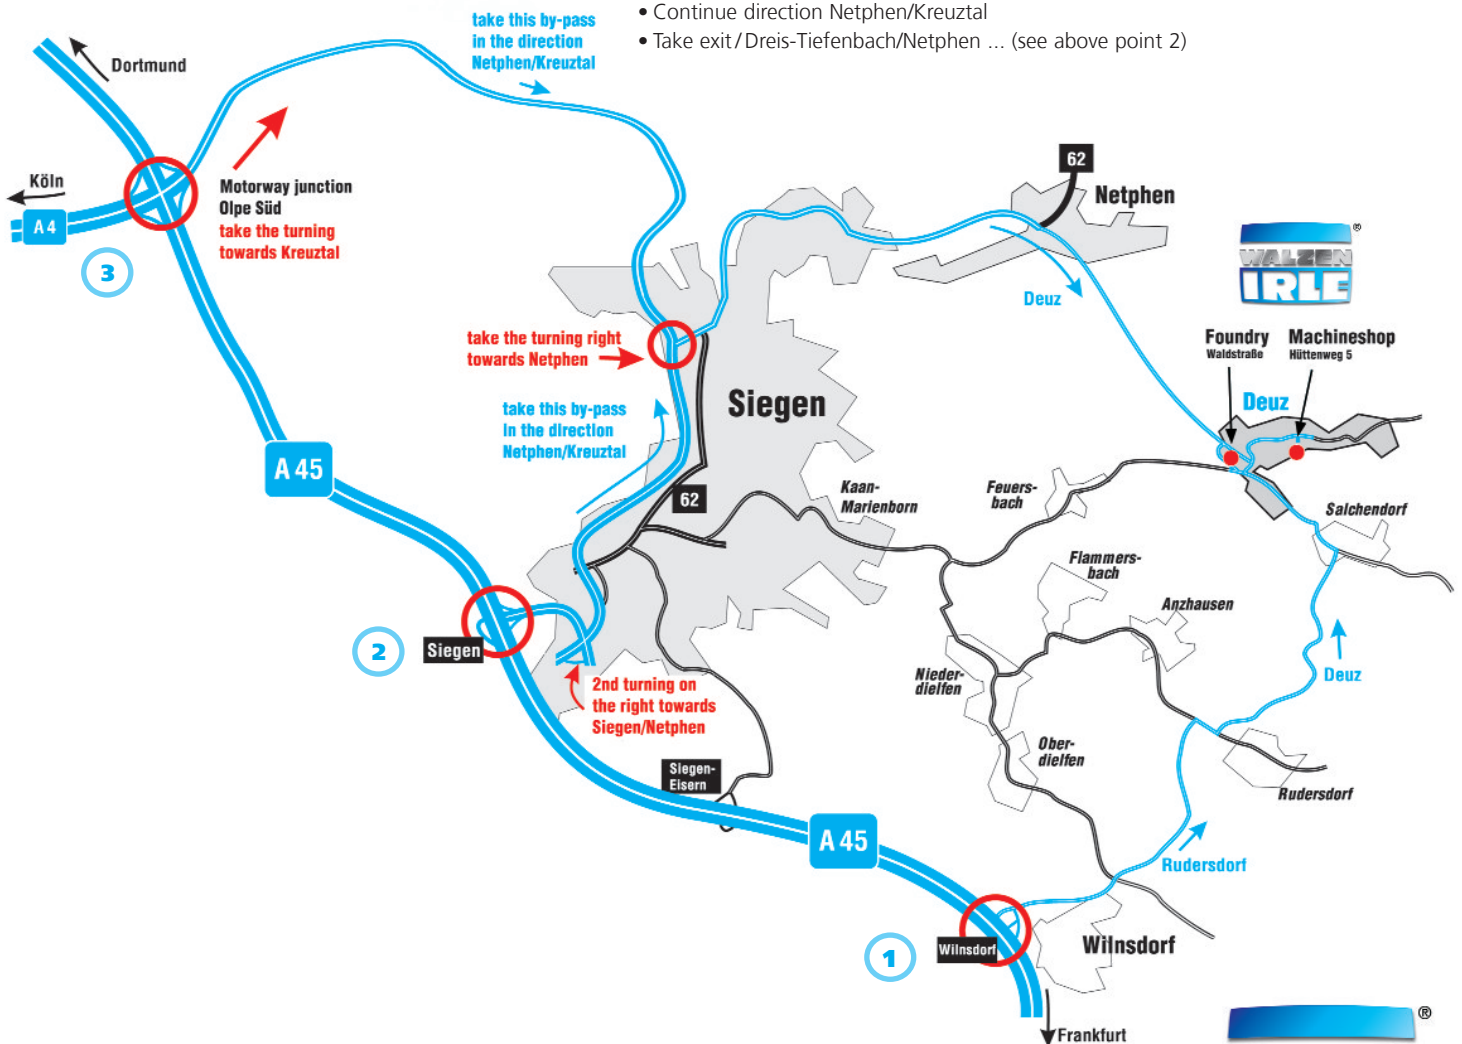 • Continue direction Netphen/Kreuztal
• Take exit/Dreis-Tiefenbach/Netphen ... (see above point 2)
take this by-pass
in the direction
Netphen/Kreuztal
Dortmund
Köln
A 4
3
Motorway junction
Olpe Süd
take the turning
towards Kreuztal
62
Netphen
Deuz
®
WALZEN
IRLE
Foundry
Waldstraße
Machineshop
Hüttenweg 5
Deuz
take the turning right
towards Netphen
Siegen
take this by-pass
in the direction
Netphen/Kreuztal
A 45
62
Kaan-
Marienborn
Feuers-
bach
Salchendorf
Flammers-
bach
Anzhausen
2
Siegen
2nd turning on
the right towards
Siegen/Netphen
Nieder-
dielfen
Deuz
Ober-
dielfen
Siegen-
Eisern
Rudersdorf
A 45
Rudersdorf
1
Wilnsdorf
Wilnsdorf
Frankfurt
®